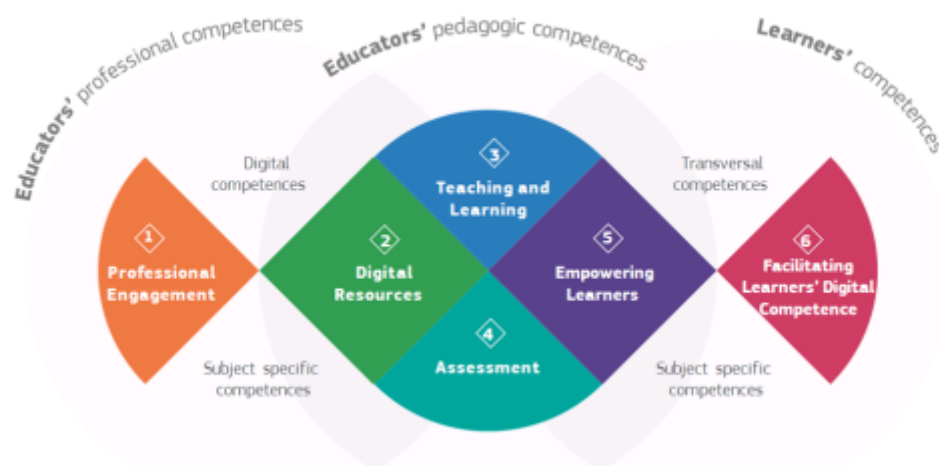 Educators' professional competences
Educators' pedagogic competences
Learners' competences
Digital
competences
Transversal
competences
1
Professional
Engagement
2
Digital
Resources
3
Teaching and
Learning
4
Assessment
5
Empowering
Learners
6
Facilitating
Learners' Digital
Competence
Subject specific
competences
Subject specific
competences